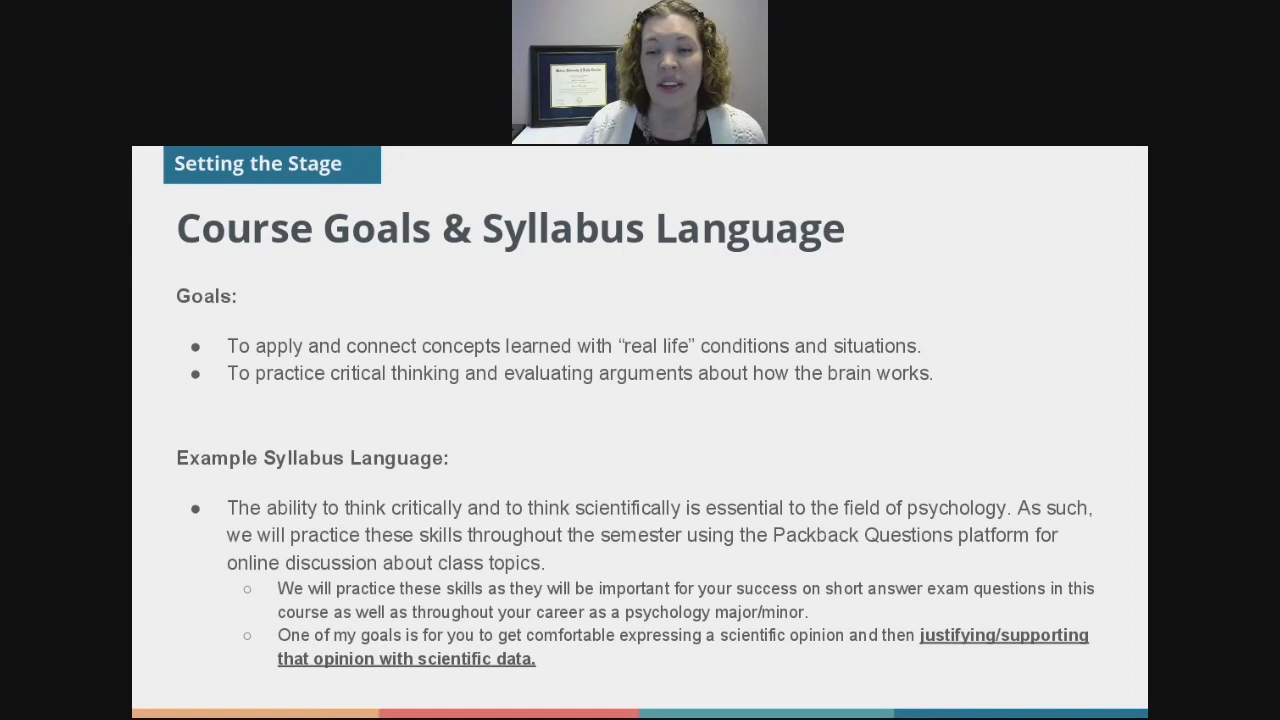 Setting the Stage
Course Goals & Syllabus Language
Goals:
● To apply and connect concepts learned with “real life” conditions and situations.
● To practice critical thinking and evaluating arguments about how the brain works.
Example Syllabus Language:
● The ability to think critically and to think scientifically is essential to the field of psychology. As such,
we will practice these skills throughout the semester using the Packback Questions platform for
online discussion about class topics.
○ We will practice these skills as they will be important for your success on short answer exam questions in this
course as well as throughout your career as a psychology major/minor.
○ One of my goals is for you to get comfortable expressing a scientific opinion and then justifying/supporting
that opinion with scientific data.